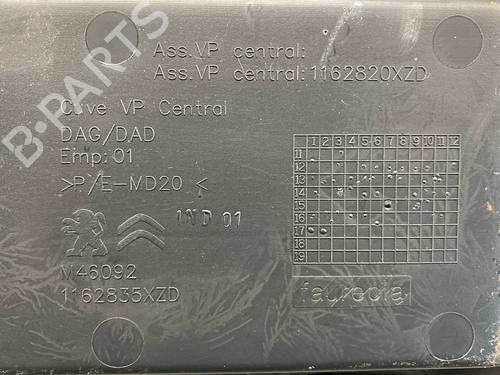 Ass.VP central:
Ass.VP central:1162820XZD
Cuve VP Central
DAG/DAD
Emp:01
>P/E-MD20<
IND 01
M46092
1162835XZD
1 2 3 4 5 6 7 8 9 10 11 12
11
12
13
14
15
16
17
18
19
faurecia
B-PARTS